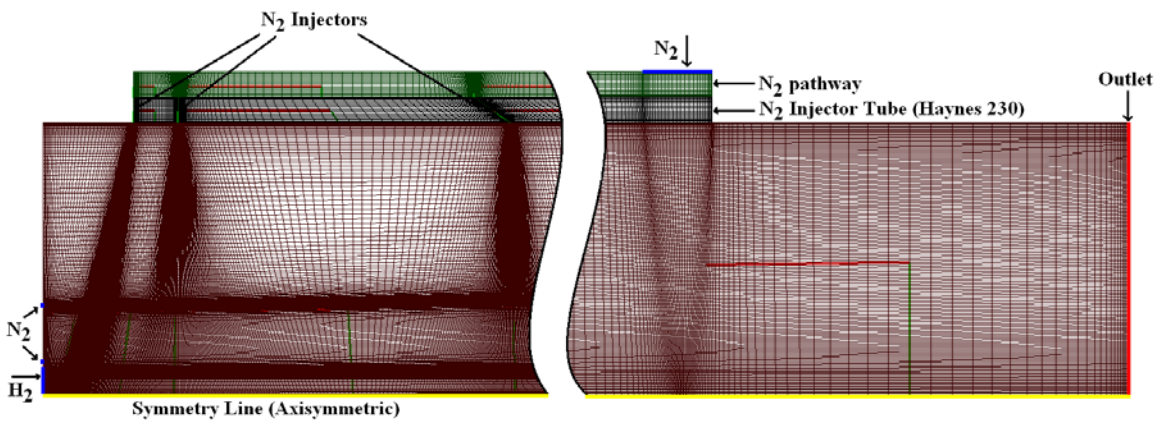 N2 Injectors
N2
N2 pathway
N2 Injector Tube (Haynes 230)
Outlet
N2
H2
Symmetry Line (Axisymmetric)